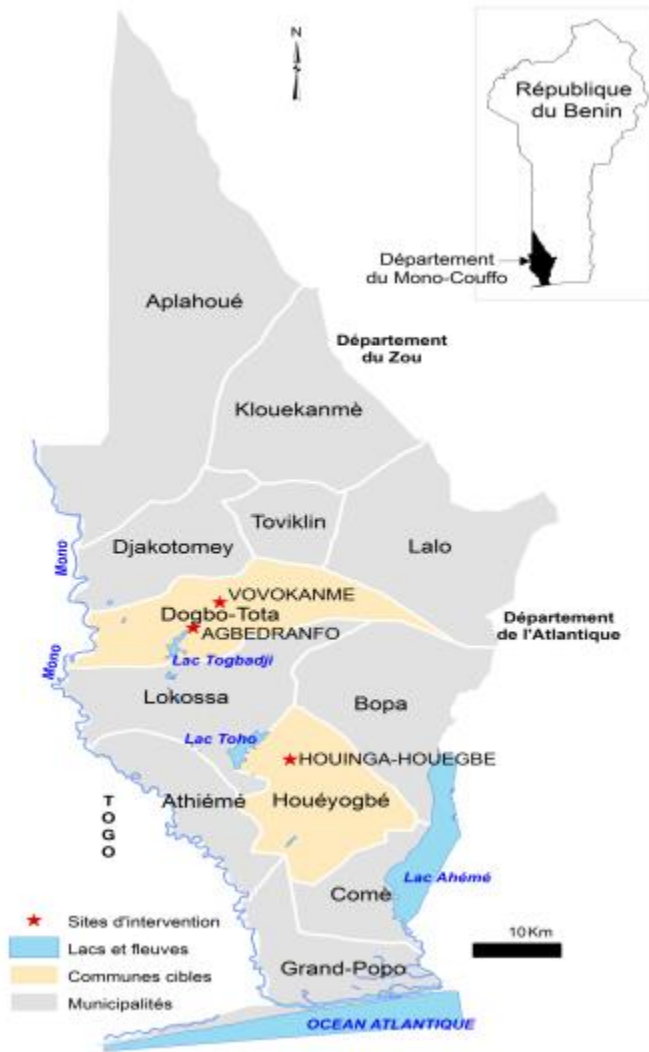 N
République
du Benin
Département
du Mono-Couffo
Aplahoué
Département
du Zou
Klouekanmè
Toviklin
Lalo
Djakotomey
Mono
VOVOKANME
Dogbo-Tota
AGBEDRANFO
Département
de l'Atlantique
Mono
Lac Togbadji
Lokossa
Bopa
Lac Toho
HOUINGA-HOUEGBE
Athiémé
Houéyogbé
TOGO
Lac Ahémé
Comè
Sites d'intervention
10 Km
Lacs et fleuves
Communes cibles
Grand-Popo
Municipalités
OCEAN ATLANTIQUE